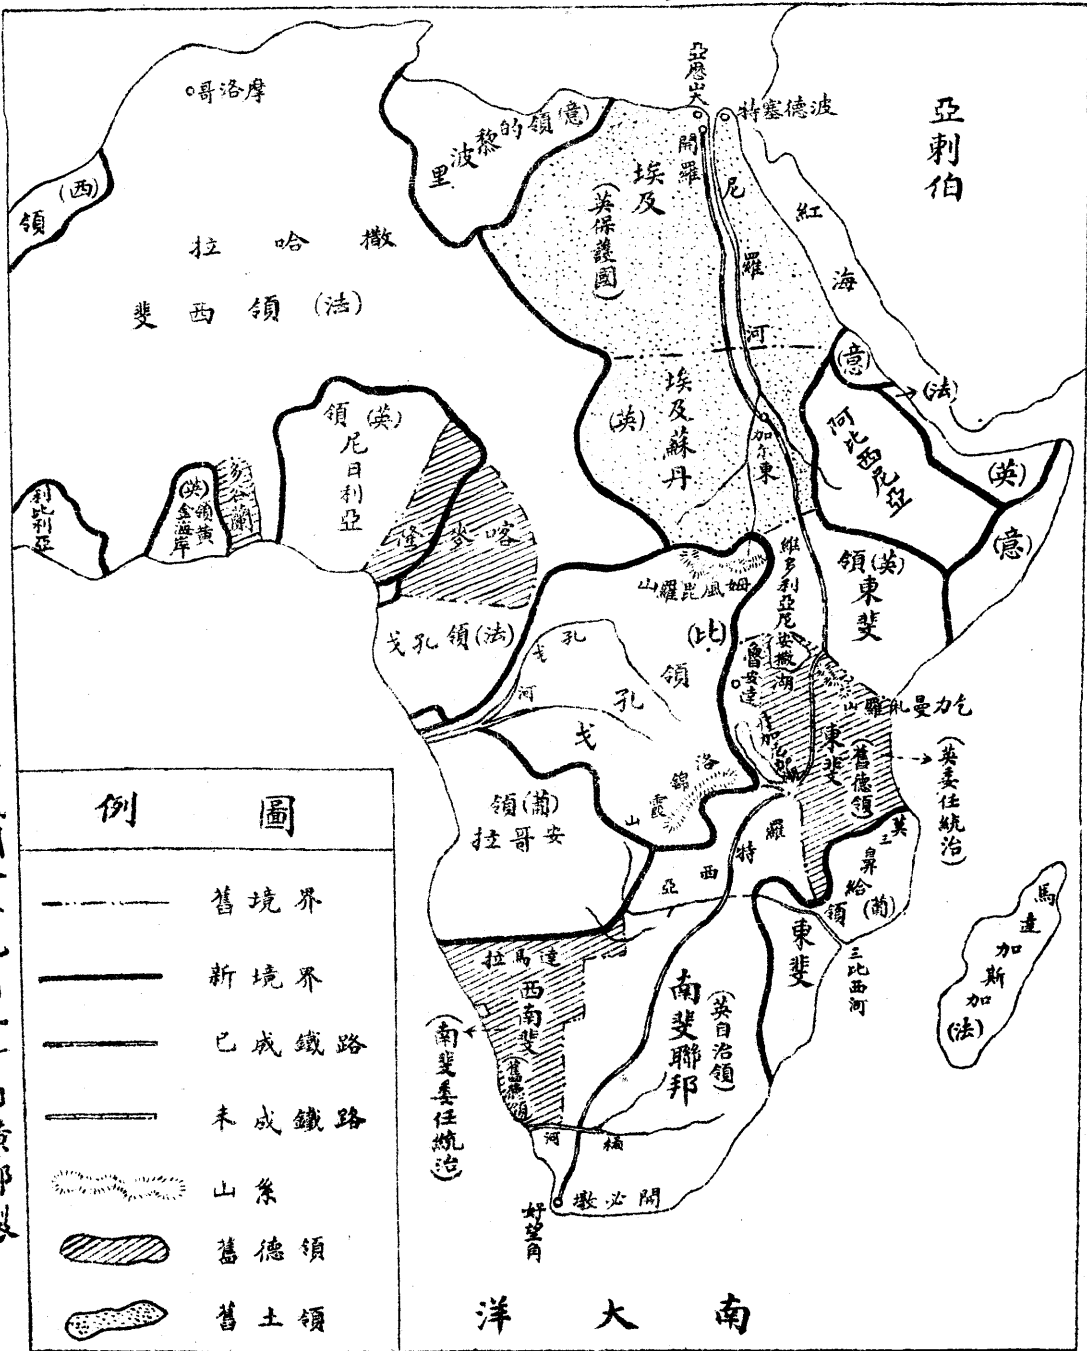 亞歷山大
特塞德波
開羅
哥洛摩
亞剌伯
里波黎的領(意)
埃及
(英保護國)
尼羅河
紅海
領(西)
拉哈撒
斐西領(法)
(意)
(法)
埃及蘇丹
(英)
加尔東
阿比西尼亞
(英)
(意)
領(英)
尼日利亞
多谷蘭
(英)領黃金海岸
利比利亞
隆麥喀
山羅昆風姆
維多利亞尼安撒湖
領(英)
東斐
戈孔領(法)
戈孔河
(比)領
戈孔
魯安達
山羅札曼力乞
東斐
(舊德領)
(英委任統治)
洛錦霞山
領(葡)
拉哥安
羅特西亞
英三鼻給
領(葡)
東斐
三比西河
馬達加斯加
(法)
拉馬達
西南斐
(舊德領)
(南斐委任統治)
南斐聯邦
(英自治領)
河
墩必開
好望角
南大洋
例圖
舊境界
新境界
已成鐵路
未成鐵路
山系
舊德領
舊土領